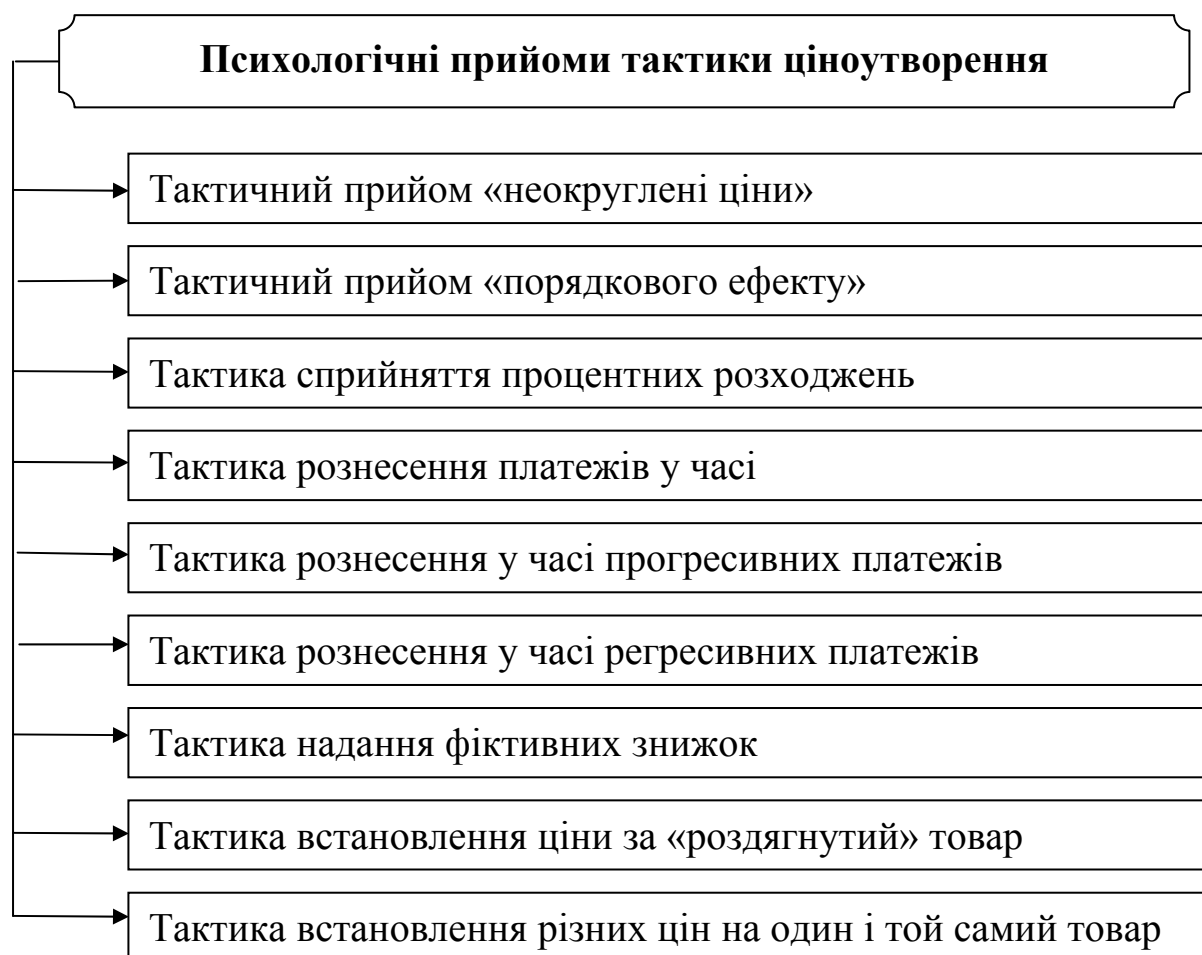 Психологічні прийоми тактики ціноутворення
Тактичний прийом «неокруглені ціни»
Тактичний прийом «порядкового ефекту»
Тактика сприйняття процентних розходжень
Тактика рознесення платежів у часі
Тактика рознесення у часі прогресивних платежів
Тактика рознесення у часі регресивних платежів
Тактика надання фіктивних знижок
Тактика встановлення ціни за «роздягнутий» товар
Тактика встановлення різних цін на один і той самий товар